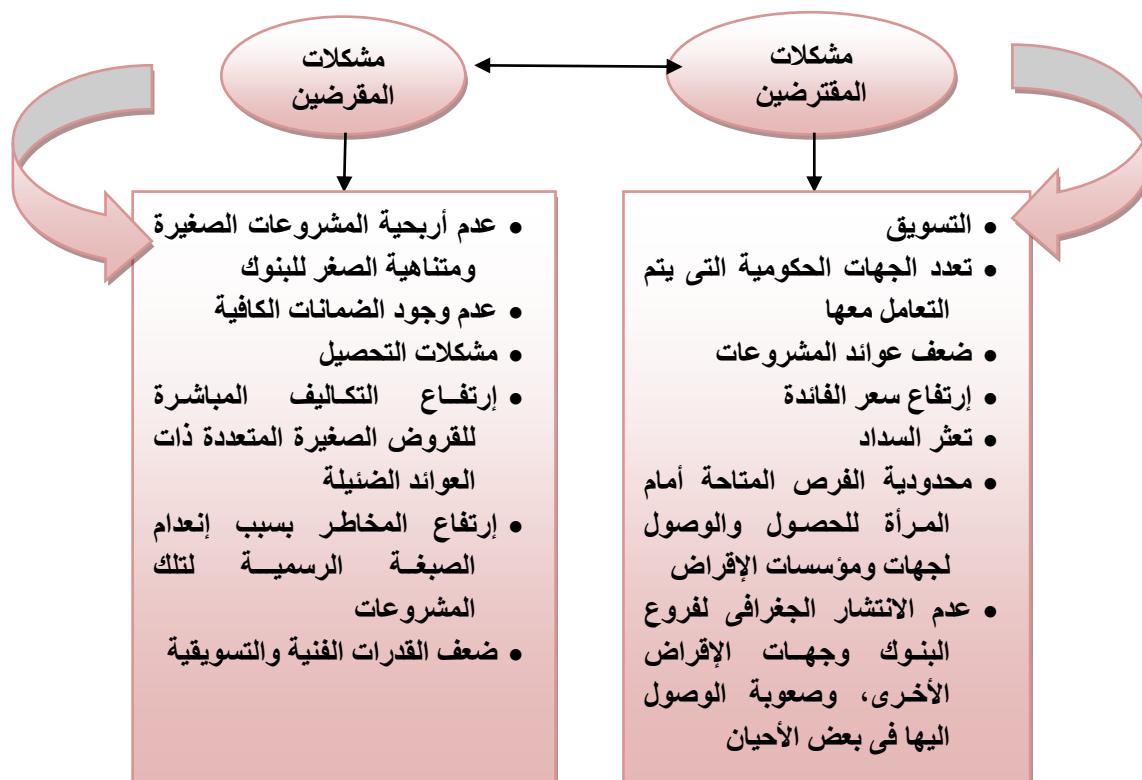 مشكلات
المقترضين
التسويق
تعدد الجهات الحكومية التى يتم
التعامل معها
ضعف عوائد المشروعات
إرتفاع سعر الفائدة
تعثر السداد
محدودية الفرص المتاحة أمام
المرأة للحصول والوصول
لجهات ومؤسسات الإقراض
عدم الانتشار الجغرافى لفروع
البنوك وجهات الإقراض
الأخرى، وصعوبة الوصول
اليها فى بعض الأحيان
مشكلات
المقرضين
عدم أربحية المشروعات الصغيرة
ومتناهية الصغر للبنوك
عدم وجود الضمانات الكافية
مشكلات التحصيل
إرتفاع التكاليف المباشرة
للقروض الصغيرة المتعددة ذات
العوائد الضئيلة
إرتفاع المخاطر بسبب إنعدام
الصبغة الرسمية لتلك
المشروعات
ضعف القدرات الفنية والتسويقية